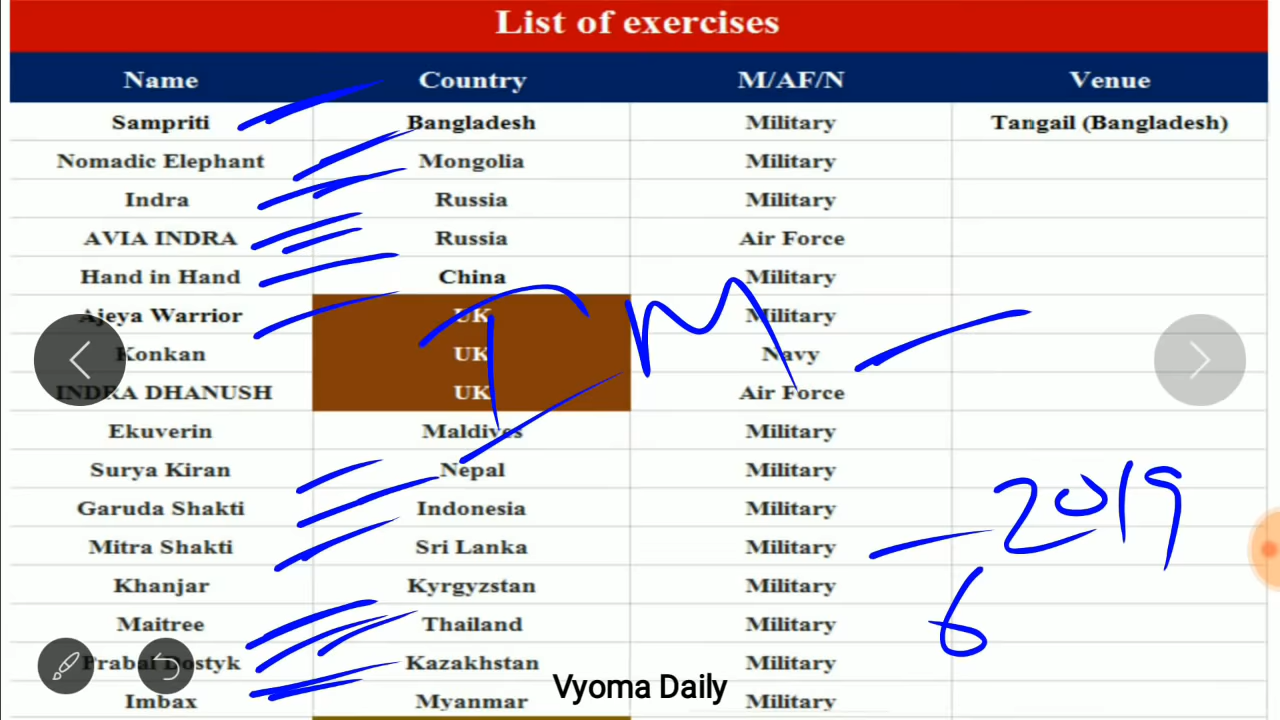 List of exercises
Name Country M/AF/N Venue
Sampriti Bangladesh Military Tangail (Bangladesh)
Nomadic Elephant Mongolia Military
Indra Russia Military
AVIA INDRA Russia Air Force
Hand in Hand China Military
Ajeya Warrior UK Military
Konkan UK Navy
INDRA DHANUSH UK Air Force
Ekuverin Maldives Military
Surya Kiran Nepal Military
Garuda Shakti Indonesia Military
Mitra Shakti Sri Lanka Military
2019
Khanjar Kyrgyzstan Military
6
Maitree Thailand Military
Prabal Dostyk Kazakhstan Military
Imbax Myanmar Military
Vyoma Daily